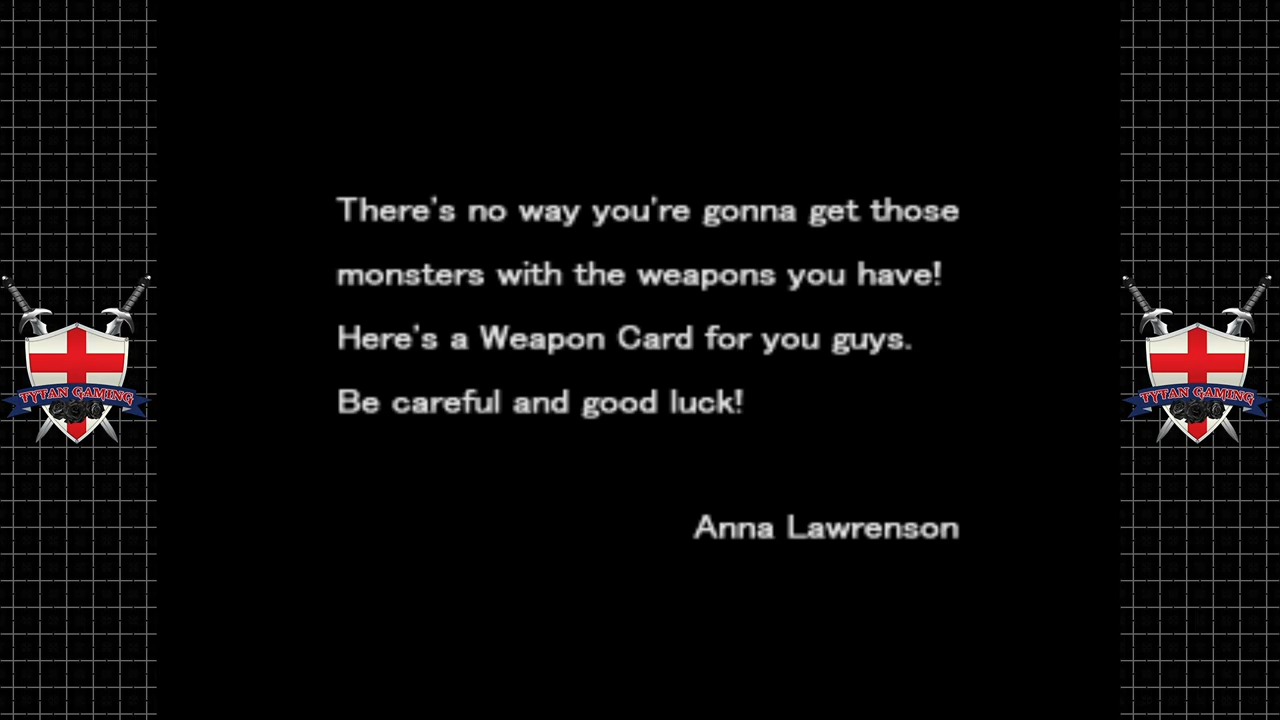 There's no way you're gonna get those
monsters with the weapons you have!
Here's a Weapon Card for you guys.
Be careful and good luck!
Anna Lawrenson
TYTAN GAMING
TYTAN GAMING